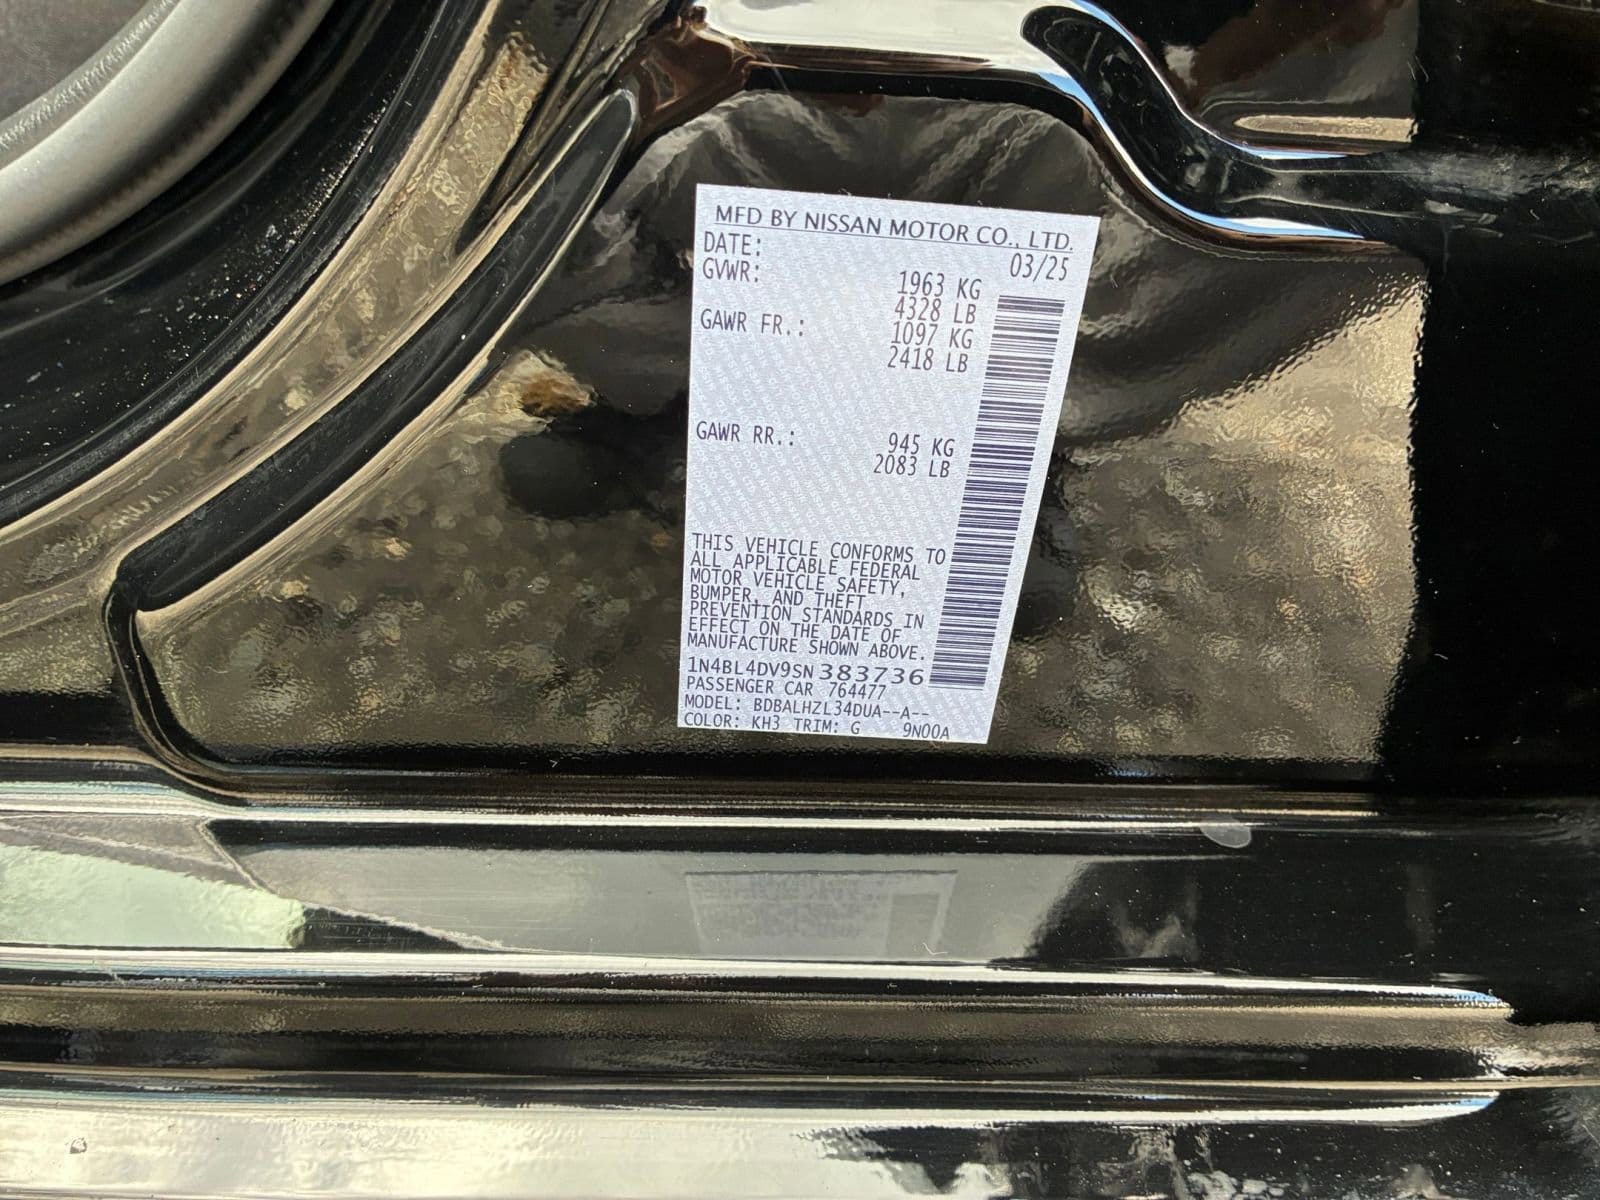 MFD BY NISSAN MOTOR CO., LTD.
DATE: 03/25
GVWR: 1963 KG
4328 LB
GAWR FR.: 1097 KG
2418 LB
GAWR RR.: 945 KG
2083 LB
THIS VEHICLE CONFORMS TO
ALL APPLICABLE FEDERAL
MOTOR VEHICLE SAFETY,
BUMPER, AND THEFT
PREVENTION STANDARDS IN
EFFECT ON THE DATE OF
MANUFACTURE SHOWN ABOVE.
1N4BL4DV9SN383736
PASSENGER CAR 764477
MODEL: BDBALHZL34DUA--A--
COLOR: KH3 TRIM: G 9N00A